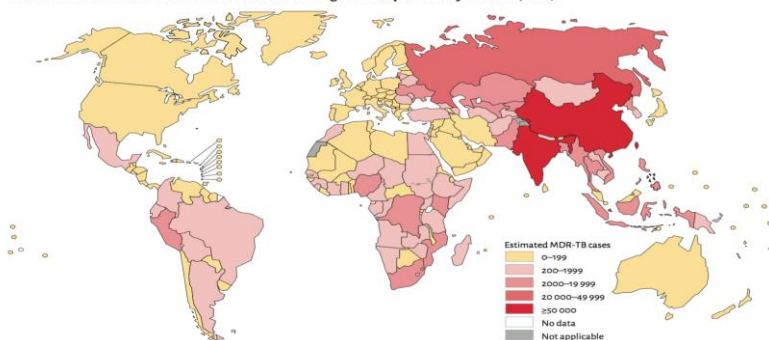 Estimated MDR-TB cases
0–199
200–1999
2000–19 999
20 000–49 999
≥50 000
No data
Not applicable